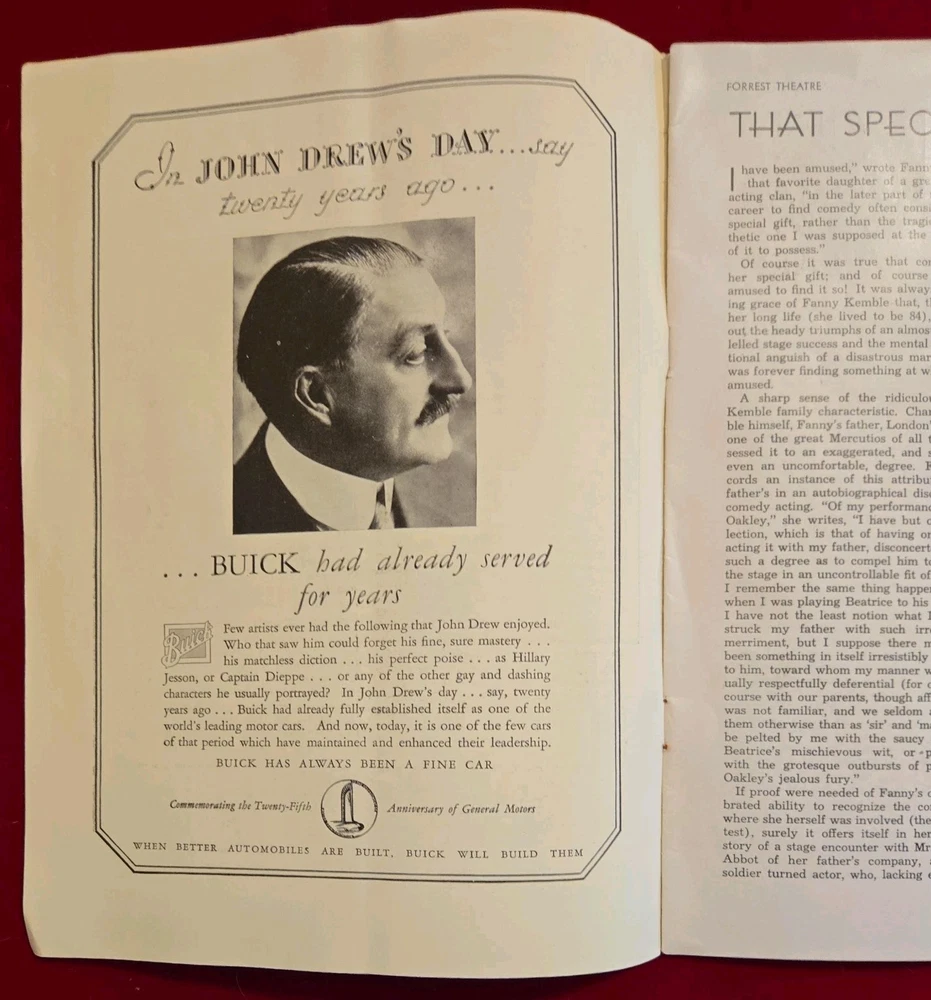 In JOHN DREW'S DAY...say
twenty years ago...
... BUICK had already served
for years
Buick
Few artists ever had the following that John Drew enjoyed.
Who that saw him could forget his fine, sure mastery . . .
his matchless diction . . . his perfect poise . . . as Hillary
Jesson, or Captain Dieppe . . . or any of the other gay and dashing
characters he usually portrayed? In John Drew's day . . . say, twenty
years ago . . . Buick had already fully established itself as one of the
world's leading motor cars. And now, today, it is one of the few cars
of that period which have maintained and enhanced their leadership.
BUICK HAS ALWAYS BEEN A FINE CAR
Commemorating the Twenty-Fifth Anniversary of General Motors
WHEN BETTER AUTOMOBILES ARE BUILT, BUICK WILL BUILD THEM
FORREST THEATRE
THAT SPEC
I have been amused," wrote Fann
that favorite daughter of a gre
acting clan, "in the later part of
career to find comedy often cons
special gift, rather than the tragi
thetic one I was supposed at the
of it to possess."
Of course it was true that co
her special gift; and of course
amused to find it so! It was alway
ing grace of Fanny Kemble that, t
her long life (she lived to be 84),
out the heady triumphs of an almos
lelled stage success and the mental
tional anguish of a disastrous mar
was forever finding something at w
amused.
A sharp sense of the ridiculo
Kemble family characteristic. Char
ble himself, Fanny's father, London'
one of the great Mercutios of all t
sessed it to an exaggerated, and s
even an uncomfortable, degree. F
cords an instance of this attribu
father's in an autobiographical disc
comedy acting. "Of my performanc
Oakley," she writes, "I have but o
lection, which is that of having on
acting it with my father, disconcert
such a degree as to compel him to
the stage in an uncontrollable fit of
I remember the same thing happen
when I was playing Beatrice to his
I have not the least notion what I
struck my father with such irre
merriment, but I suppose there m
been something in itself irresistibly
to him, toward whom my manner w
ually respectfully deferential (for o
course with our parents, though aff
was not familiar, and we seldom a
them otherwise than as 'sir' and 'ma
be pelted by me with the saucy
Beatrice's mischievous wit, or p
with the grotesque outbursts of p
Oakley's jealous fury."
If proof were needed of Fanny's c
brated ability to recognize the co
where she herself was involved (the
test), surely it offers itself in her
story of a stage encounter with Mr
Abbot of her father's company, a
soldier turned actor, who, lacking e